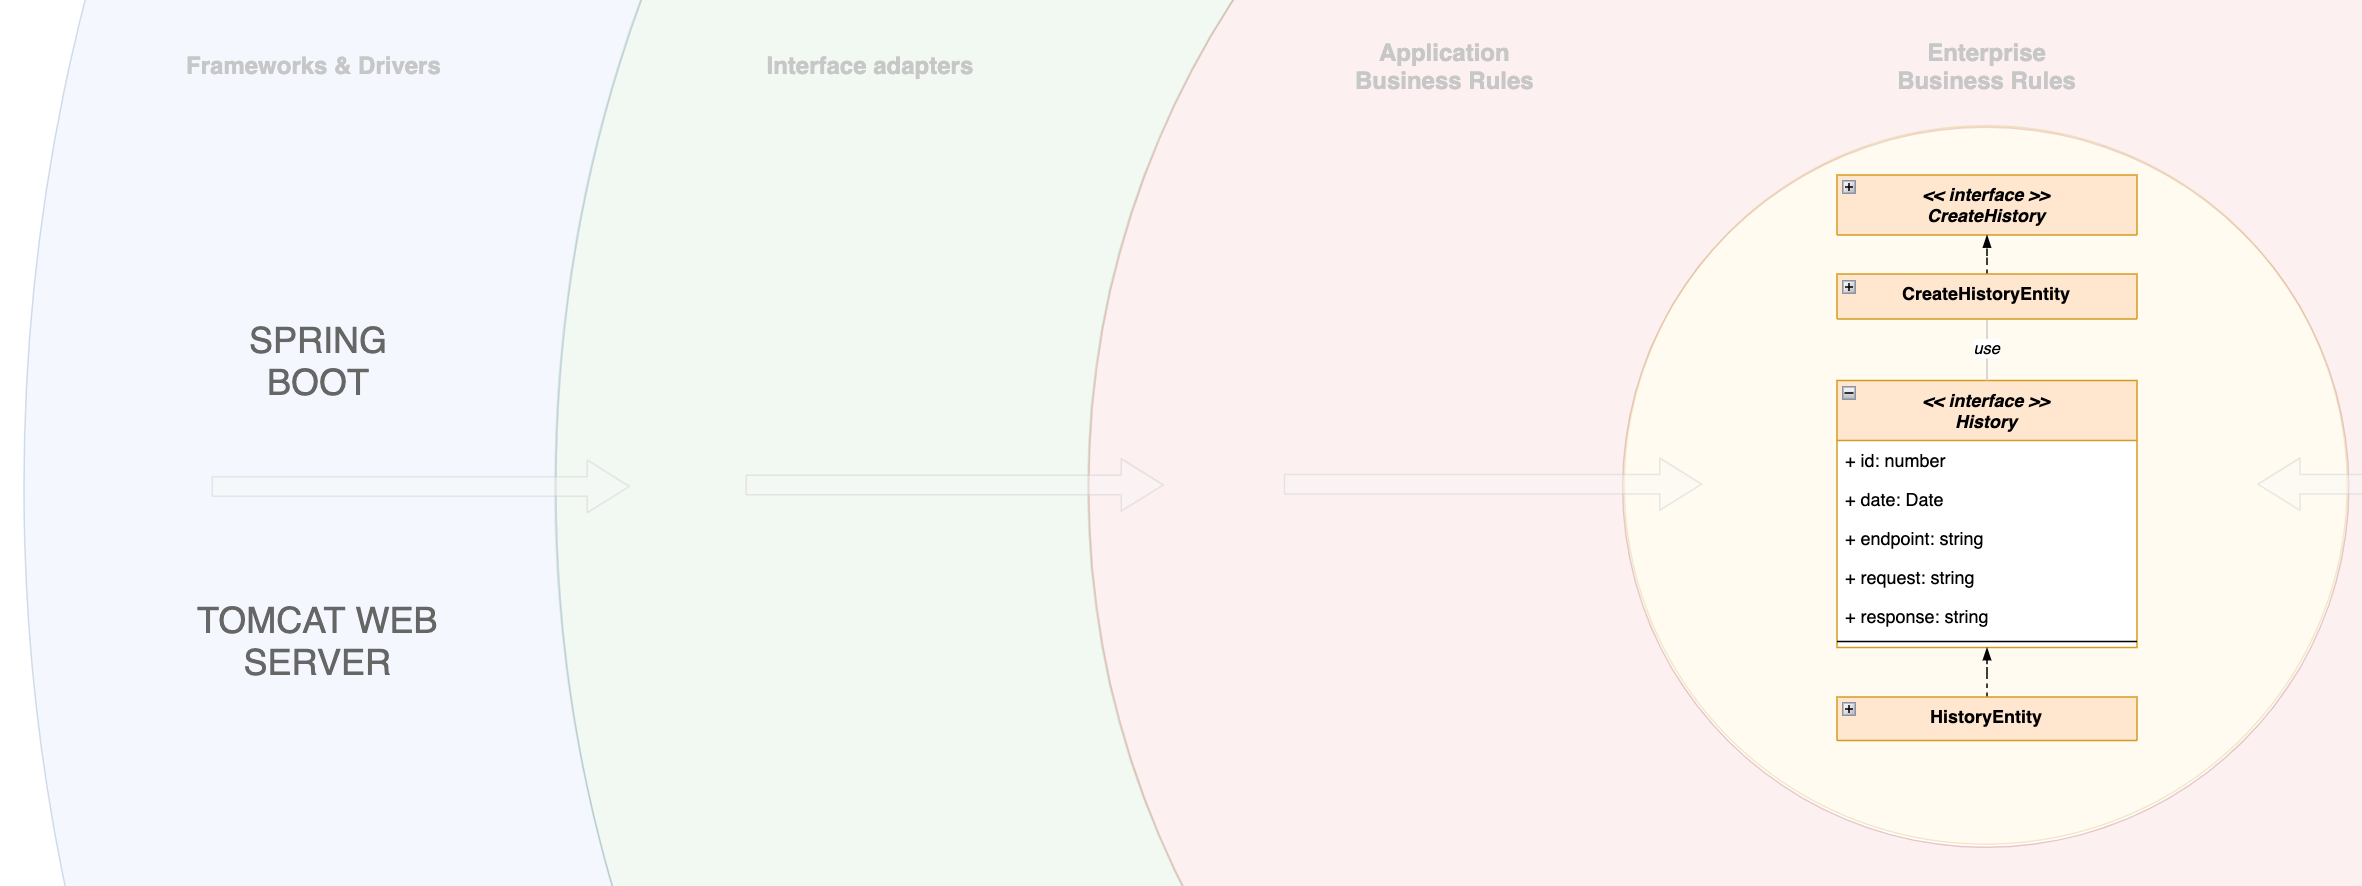 Frameworks & Drivers
Interface adapters
Application
Business Rules
Enterprise
Business Rules
SPRING
BOOT
TOMCAT WEB
SERVER
<< interface >>
CreateHistory
CreateHistoryEntity
use
<< interface >>
History
+ id: number
+ date: Date
+ endpoint: string
+ request: string
+ response: string
HistoryEntity